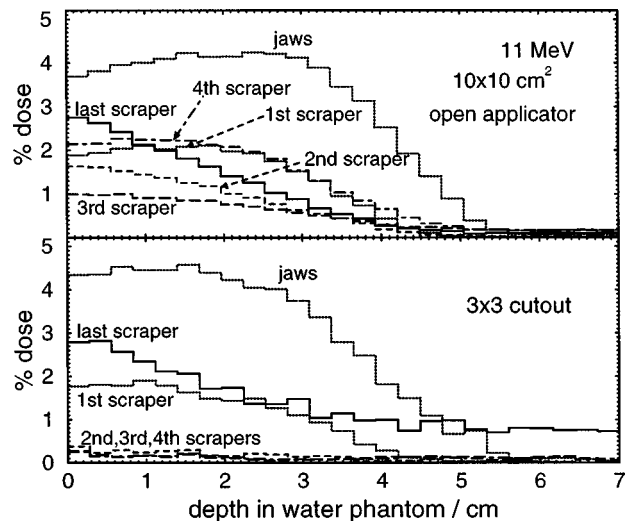 5
4
3
2
1
% dose
jaws
11 MeV
10x10 cm²
open applicator
last scraper
4th scraper
1st scraper
2nd scraper
3rd scraper
5
4
3
2
1
0
% dose
jaws
3x3 cutout
last scraper
1st scraper
2nd,3rd,4th scrapers
0 1 2 3 4 5 6 7
depth in water phantom / cm